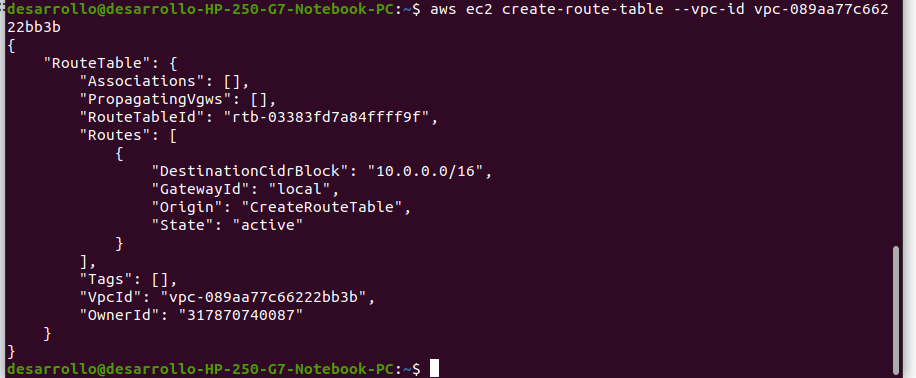 desarrollo@desarrollo-HP-250-G7-Notebook-PC:~$ aws ec2 create-route-table --vpc-id vpc-089aa77c662
22bb3b
{
    "RouteTable": {
        "Associations": [],
        "PropagatingVgws": [],
        "RouteTableId": "rtb-03383fd7a84ffff9f",
        "Routes": [
            {
                "DestinationCidrBlock": "10.0.0.0/16",
                "GatewayId": "local",
                "Origin": "CreateRouteTable",
                "State": "active"
            }
        ],
        "Tags": [],
        "VpcId": "vpc-089aa77c66222bb3b",
        "OwnerId": "317870740087"
    }
}
desarrollo@desarrollo-HP-250-G7-Notebook-PC:~$